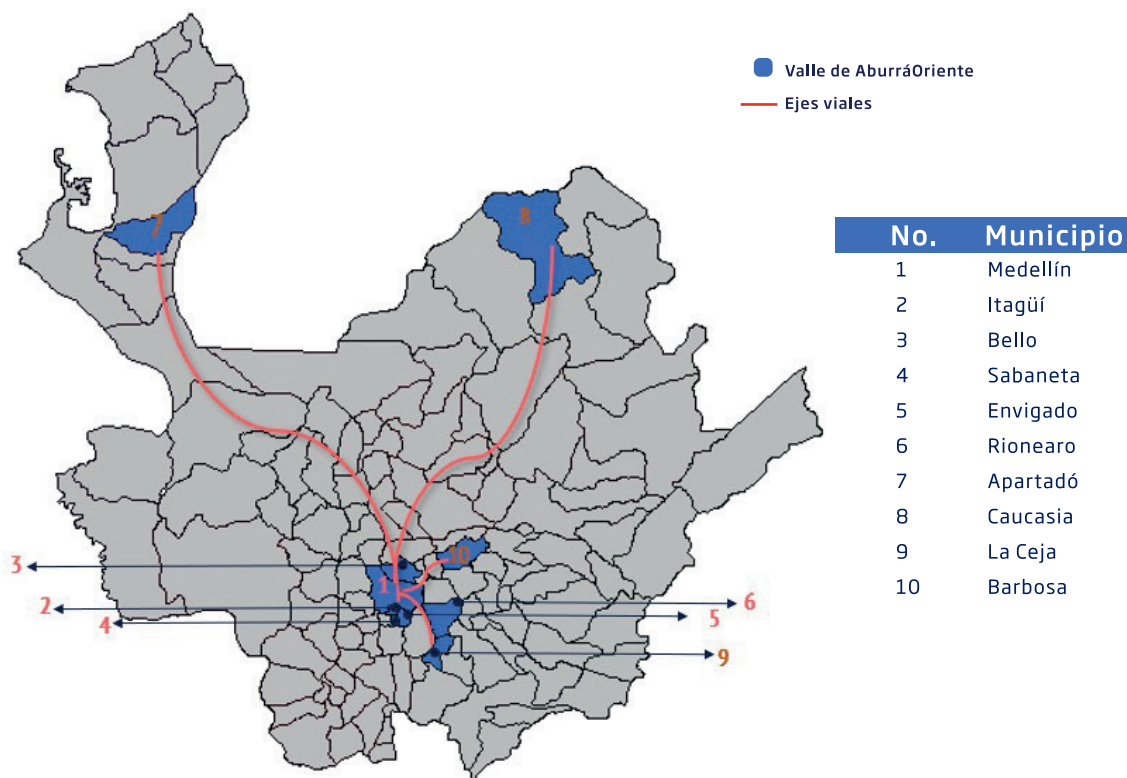 Valle de AburráOriente
Ejes viales
7
8
No. Municipio
1 Medellín
2 Itagüí
3 Bello
4 Sabaneta
5 Envigado
6 Rionearo
7 Apartadó
8 Caucasia
9 La Ceja
10 Barbosa
10
3
1
2
6
4
5
9